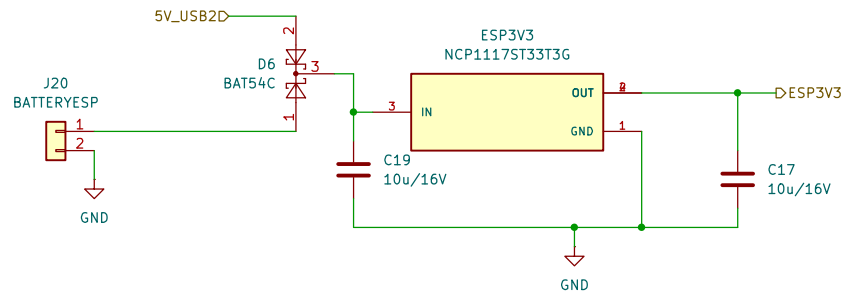 5V_USB2
2
D6
BAT54C
3
1
J20
BATTERYESP
1
2
GND
ESP3V3
NCP1117ST33T3G
3
IN
OUT
GND
2
1
ESP3V3
C19
10u/16V
C17
10u/16V
GND